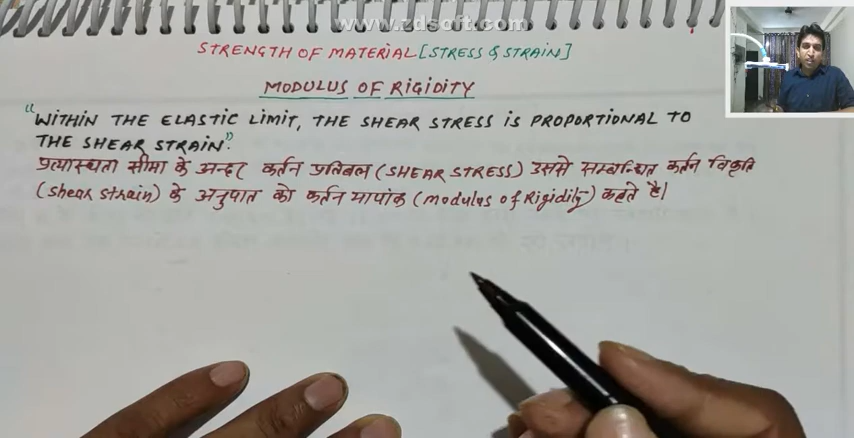 www.zdsoft.com
STRENGTH OF MATERIAL [STRESS & STRAIN]
MODULUS OF RIGIDITY
"WITHIN THE ELASTIC LIMIT, THE SHEAR STRESS IS PROPORTIONAL TO
THE SHEAR STRAIN".
प्रत्यास्थता सीमा के अन्दर कर्तन प्रतिबल (SHEAR STRESS) उससे सम्बन्धित कर्तन विकृति
(shear strain) के अनुपात को कर्तन मापांक (Modulus of Rigidity) कहते है।